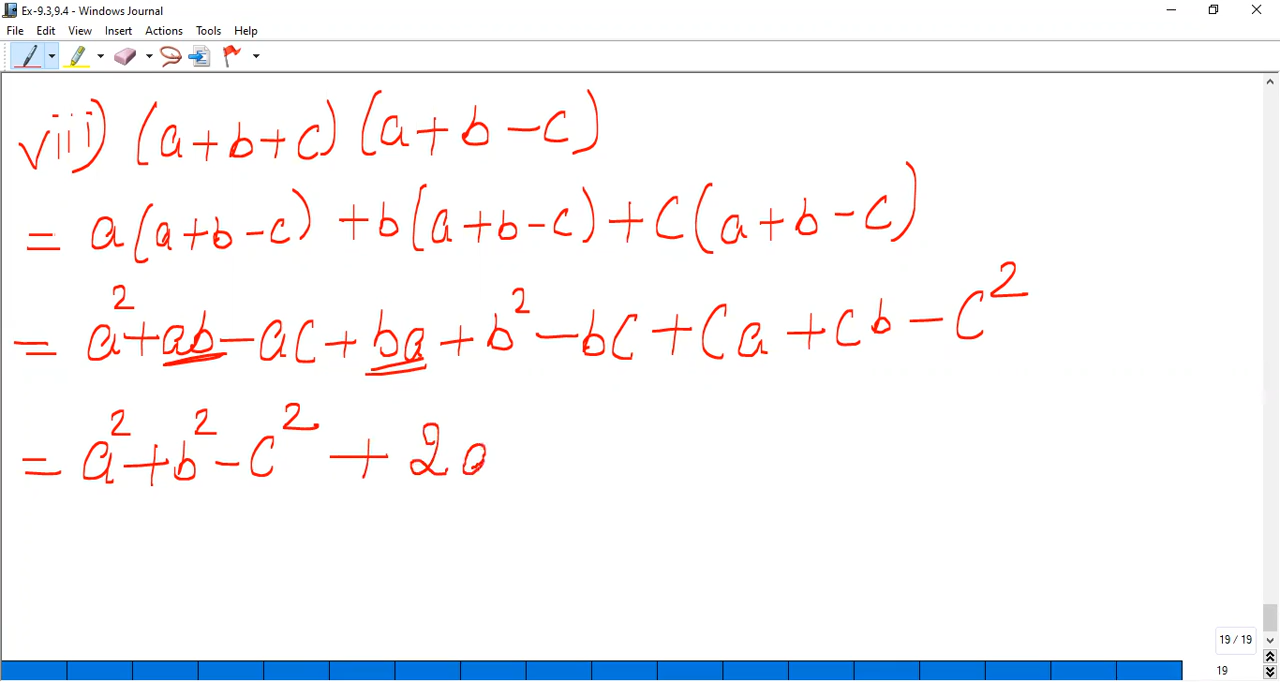 Ex-9.3,9.4 - Windows Journal
File Edit View Insert Actions Tools Help
viii) (a+b+c)(a+b-c)
= a(a+b-c) +b(a+b-c)+c(a+b-c)
= a²+ab-ac+ba+b²-bc+ca+cb-c²
= a²+b²-c² + 2a
19 / 19
19